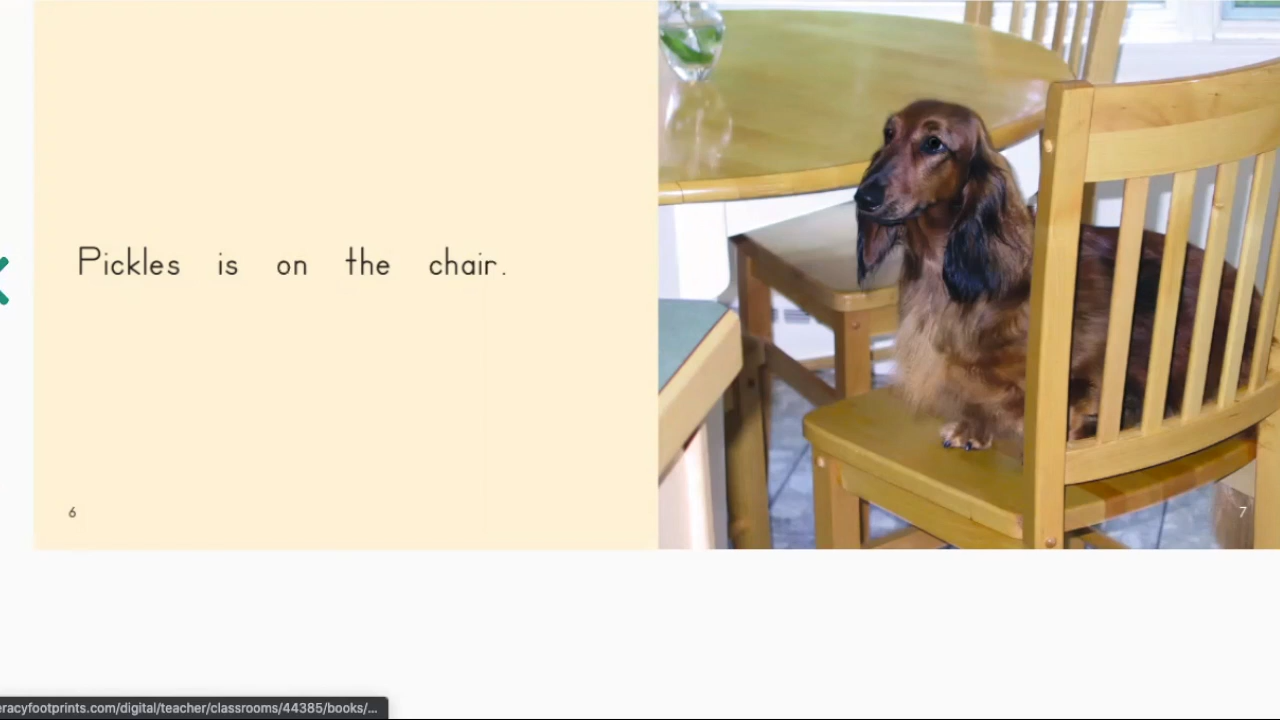 Pickles is on the chair.
6
7
eracyfootprints.com/digital/teacher/classrooms/44385/books/...